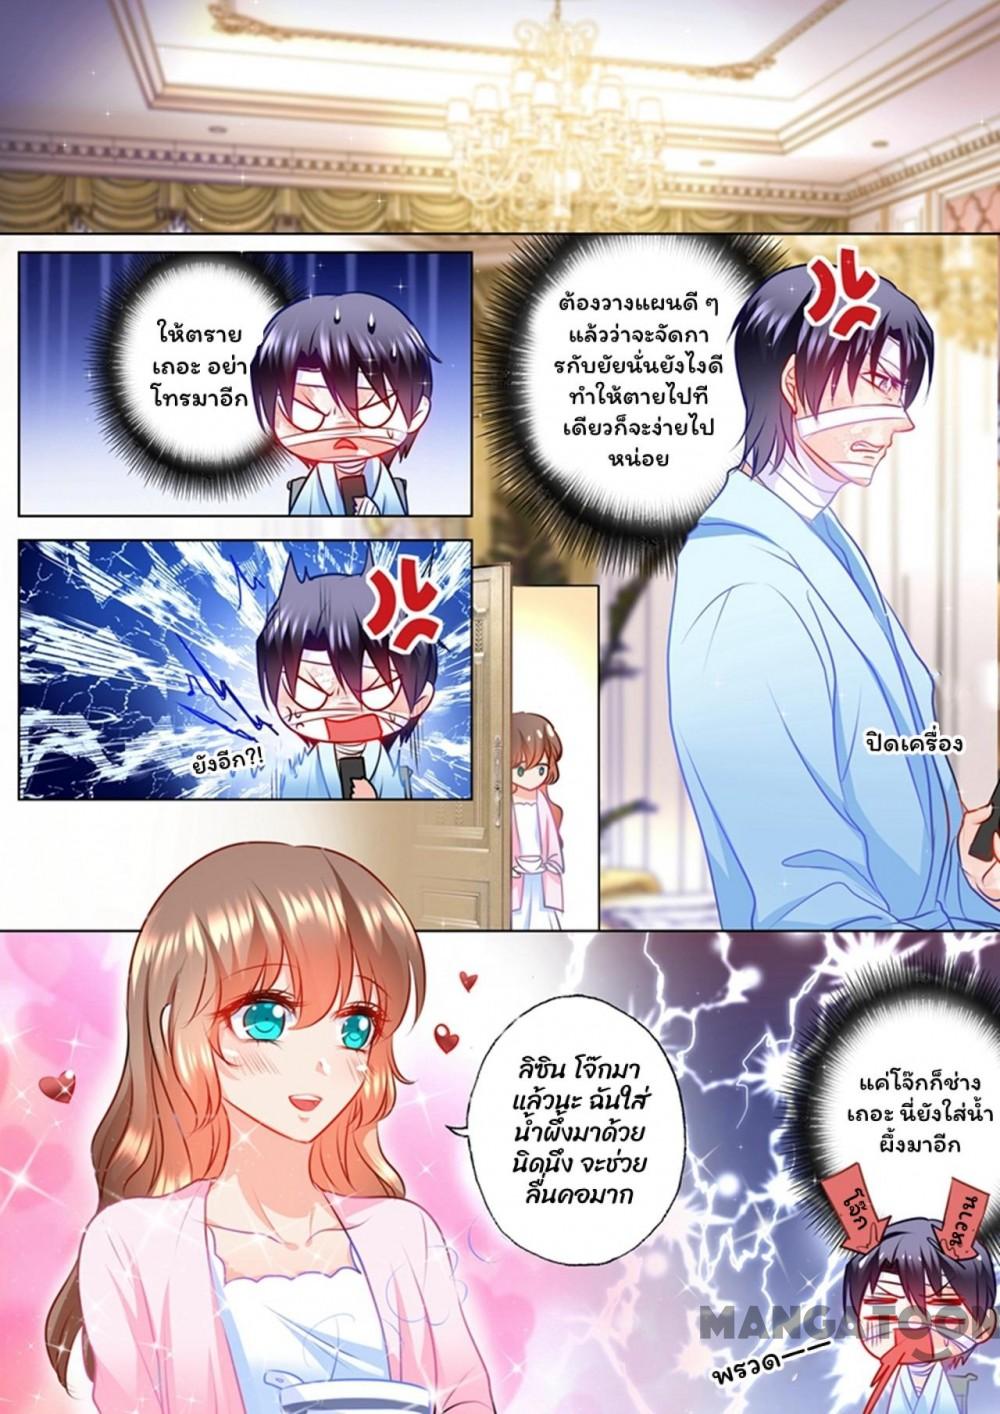 ให้ตราย
เถอะ อย่า
โทรมาอีก
ต้องวางแผนดี ๆ
แล้วว่าจะจัดกา
รกับยัยนั่นยังไงดี
ทำให้ตายไปที
เดียวก็จะง่ายไป
หน่อย
ยังอีก?!
ปิดเครื่อง
ลิซิน โจ๊กมา
แล้วนะ ฉันใส่
น้ำผึ้งมาด้วย
นิดนึง จะช่วย
ลื่นคอมาก
แค่โจ๊กก็ช่าง
เถอะ นี่ยังใส่น้ำ
ผึ้งมาอีก
โจ๊ก
หวาน
พรวด——
MANGATOON